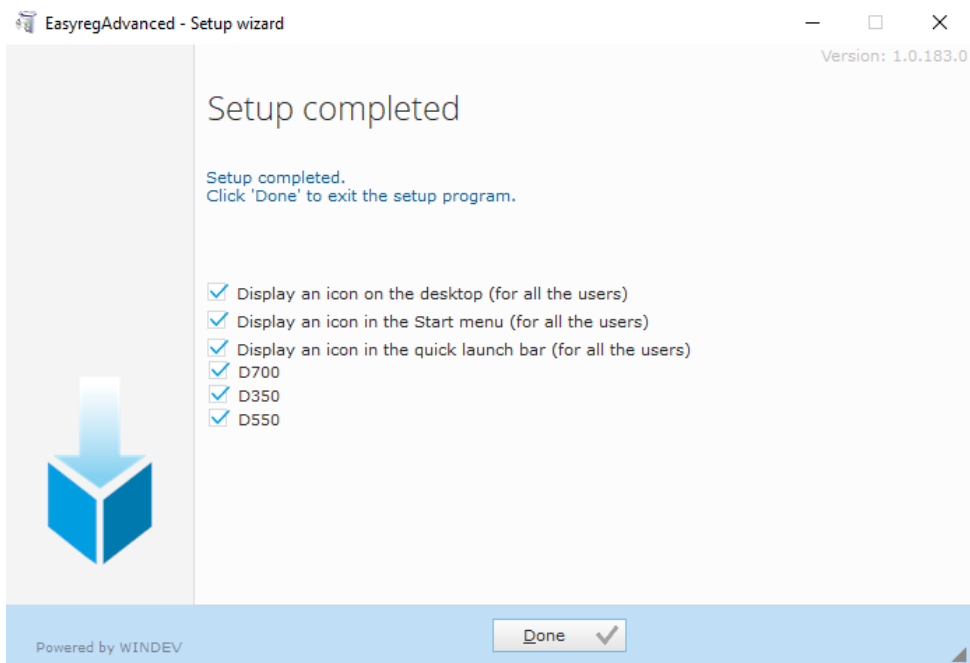 EasyregAdvanced - Setup wizard
Version: 1.0.183.0
Setup completed
Setup completed.
Click 'Done' to exit the setup program.
Display an icon on the desktop (for all the users)
Display an icon in the Start menu (for all the users)
Display an icon in the quick launch bar (for all the users)
D700
D350
D550
Done
Powered by WINDEV